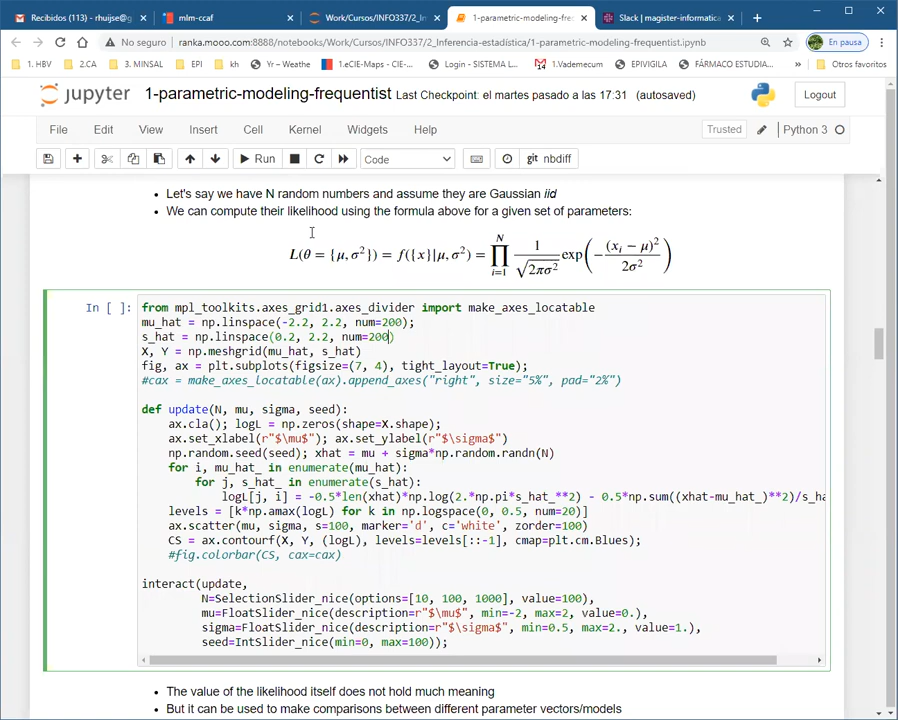 Recibidos (113) - rhuijse@g
mlm-ccaf
Work/Cursos/INFO337/2_In
1-parametric-modeling-fre
Slack | magister-informatica
No seguro
ranka.mooo.com:8888/notebooks/Work/Cursos/INFO337/2_Inferencia-estadística/1-parametric-modeling-frequentist.ipynb
En pausa
1. HBV
2.CA
3. MINSAL
EPI
kh
Yr – Weathe
1.eCIE-Maps - CIE-...
Login - SISTEMA L...
1.Vademecum
EPIVIGILA
FÁRMACO ESTUDIA...
»
Otros favoritos
jupyter 1-parametric-modeling-frequentist Last Checkpoint: el martes pasado a las 17:31 (autosaved)
Logout
File Edit View Insert Cell Kernel Widgets Help
Trusted
Python 3
Run
Code
nbdiff
• Let's say we have N random numbers and assume they are Gaussian iid
• We can compute their likelihood using the formula above for a given set of parameters:
L(θ = {μ, σ²}) = f({x}|μ, σ²) = ∏_{i=1}^{N} 1/√(2πσ²) exp(−(x_i − μ)²/2σ²)
In [ ]:
from mpl_toolkits.axes_grid1.axes_divider import make_axes_locatable
mu_hat = np.linspace(-2.2, 2.2, num=200);
s_hat = np.linspace(0.2, 2.2, num=200)
X, Y = np.meshgrid(mu_hat, s_hat)
fig, ax = plt.subplots(figsize=(7, 4), tight_layout=True);
#cax = make_axes_locatable(ax).append_axes("right", size="5%", pad="2%")
def update(N, mu, sigma, seed):
ax.cla(); logL = np.zeros(shape=X.shape);
ax.set_xlabel(r"$\mu$"); ax.set_ylabel(r"$\sigma$")
np.random.seed(seed); xhat = mu + sigma*np.random.randn(N)
for i, mu_hat_ in enumerate(mu_hat):
for j, s_hat_ in enumerate(s_hat):
logL[j, i] = -0.5*len(xhat)*np.log(2.*np.pi*s_hat_**2) - 0.5*np.sum((xhat-mu_hat_)**2)/s_ha
levels = [k*np.amax(logL) for k in np.logspace(0, 0.5, num=20)]
ax.scatter(mu, sigma, s=100, marker='d', c='white', zorder=100)
CS = ax.contourf(X, Y, (logL), levels=levels[::-1], cmap=plt.cm.Blues);
#fig.colorbar(CS, cax=cax)
interact(update,
N=SelectionSlider_nice(options=[10, 100, 1000], value=100),
mu=FloatSlider_nice(description=r"$\mu$", min=-2, max=2, value=0.),
sigma=FloatSlider_nice(description=r"$\sigma$", min=0.5, max=2., value=1.),
seed=IntSlider_nice(min=0, max=100));
• The value of the likelihood itself does not hold much meaning
• But it can be used to make comparisons between different parameter vectors/models